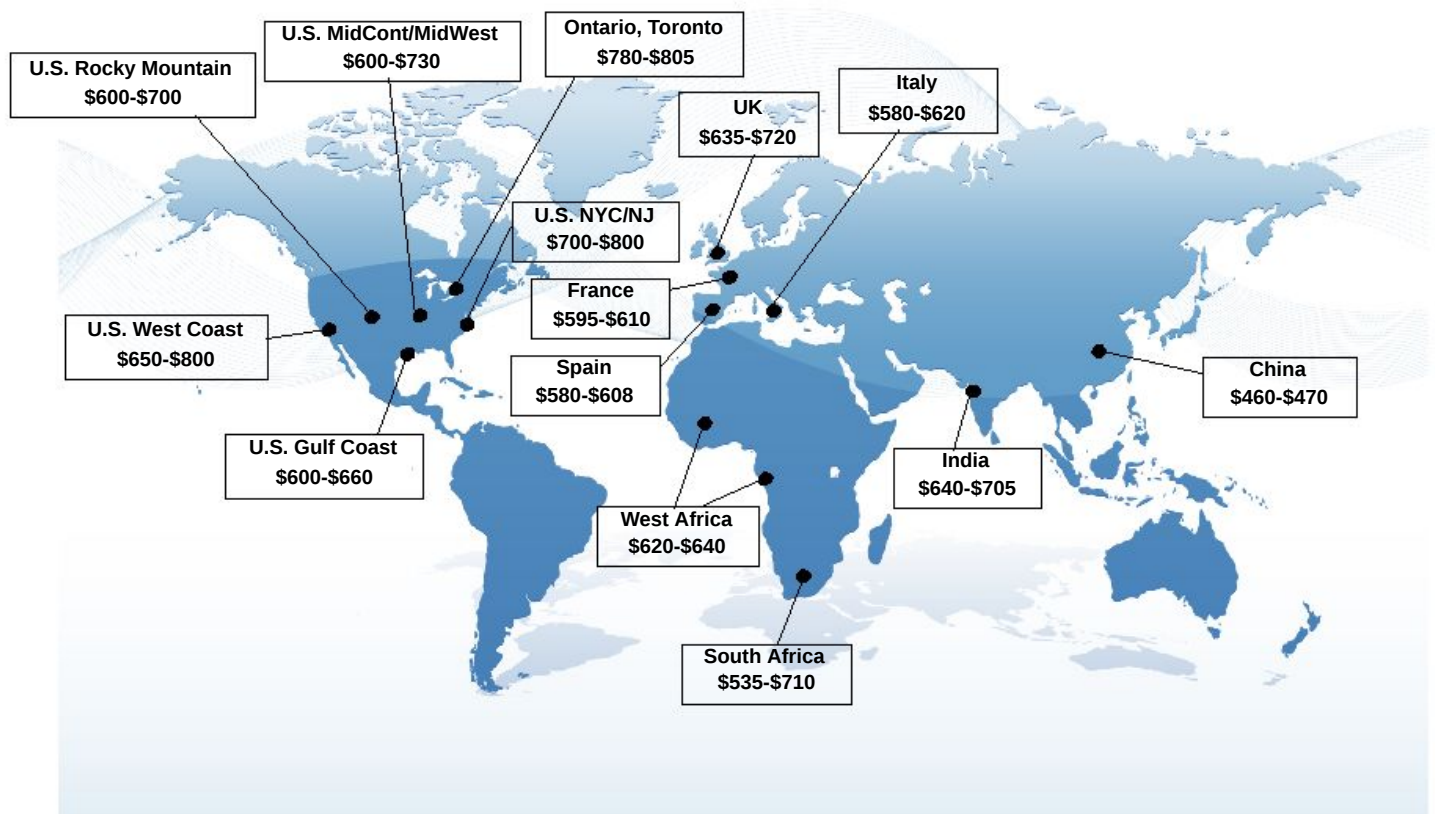 Ontario, Toronto
$780-$805
U.S. MidCont/MidWest
$600-$730
U.S. Rocky Mountain
$600-$700
Italy
$580-$620
UK
$635-$720
U.S. NYC/NJ
$700-$800
France
$595-$610
U.S. West Coast
$650-$800
Spain
$580-$608
China
$460-$470
U.S. Gulf Coast
$600-$660
India
$640-$705
West Africa
$620-$640
South Africa
$535-$710